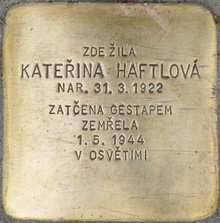 ZDE ŽILA
KATEŘINA HAFTLOVÁ
NAR. 31. 3. 1922
ZATČENA GESTAPEM
ZEMŘELA
1. 5. 1944
V OSVĚTIMI